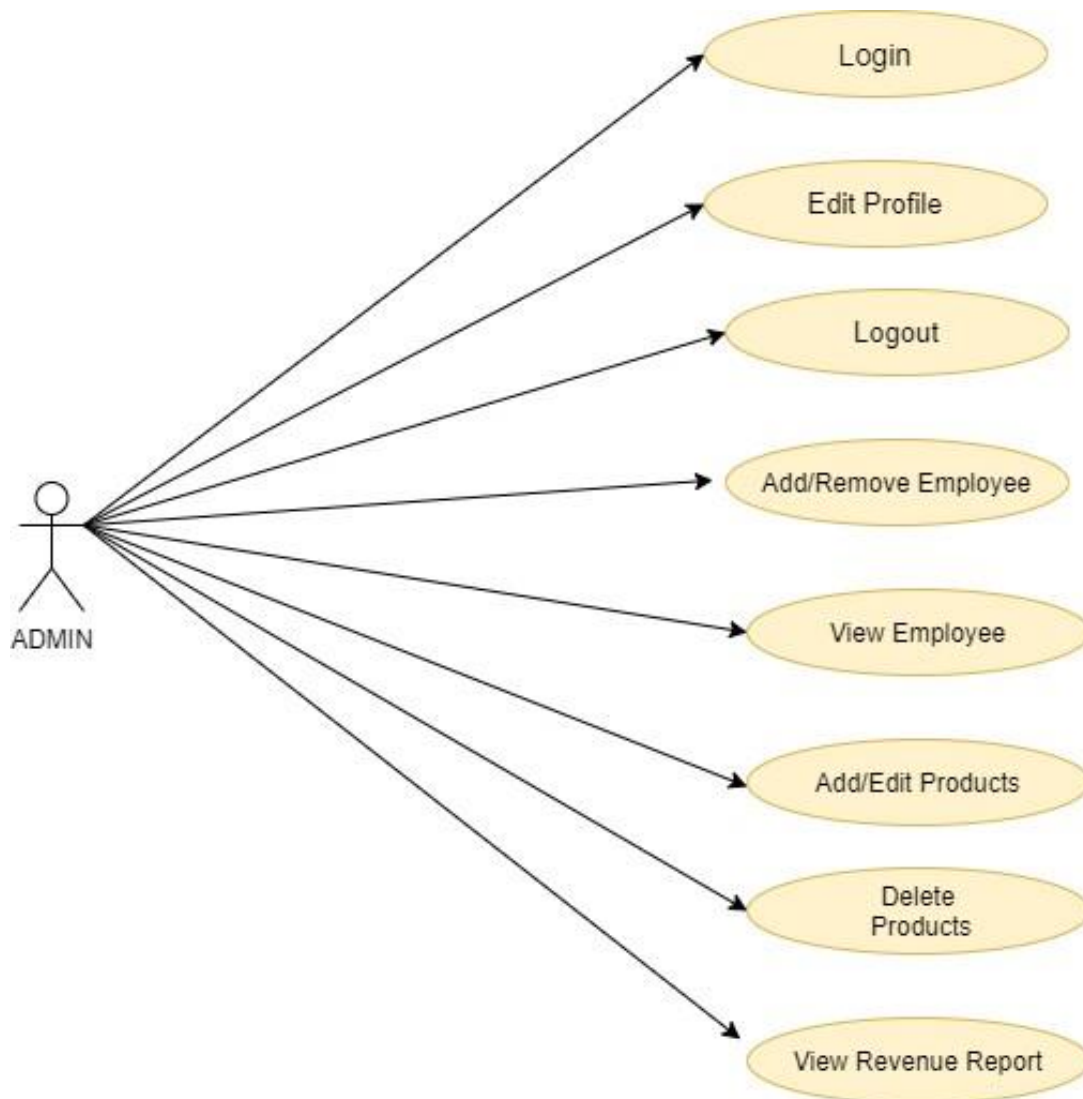 Login
Edit Profile
Logout
Add/Remove Employee
View Employee
ADMIN
Add/Edit Products
Delete
Products
View Revenue Report